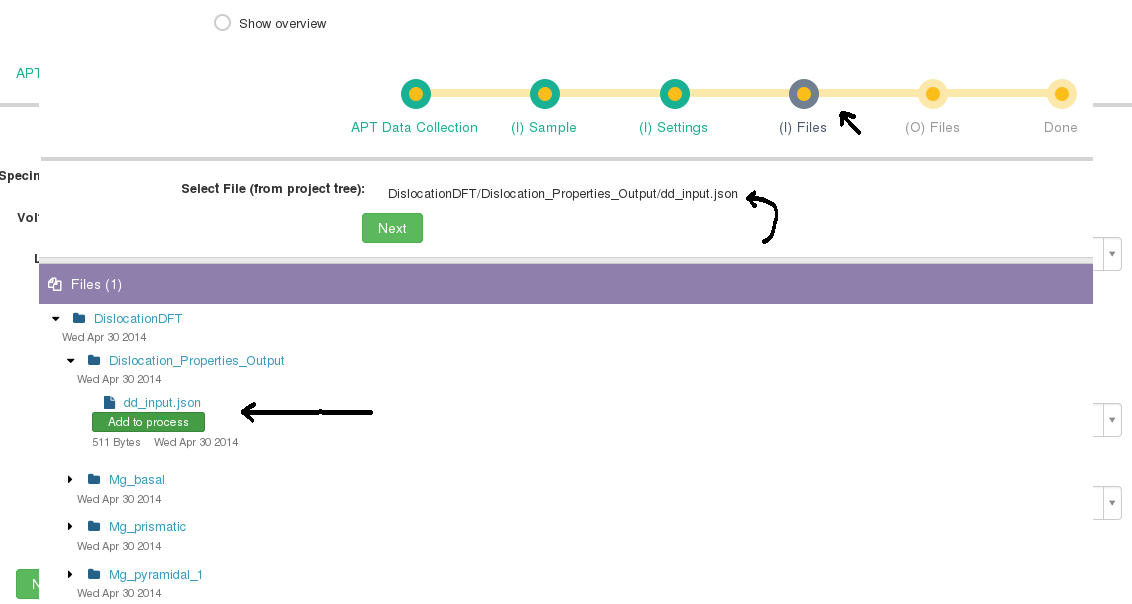 Show overview
APT
APT Data Collection (I) Sample (I) Settings (I) Files (O) Files Done
Specin
Select File (from project tree): DislocationDFT/Dislocation_Properties_Output/dd_input.json
Vol
Next
Files (1)
DislocationDFT
Wed Apr 30 2014
Dislocation_Properties_Output
Wed Apr 30 2014
dd_input.json
Add to process
511 Bytes Wed Apr 30 2014
Mg_basal
Wed Apr 30 2014
Mg_prismatic
Wed Apr 30 2014
Mg_pyramidal_1
N
Wed Apr 30 2014